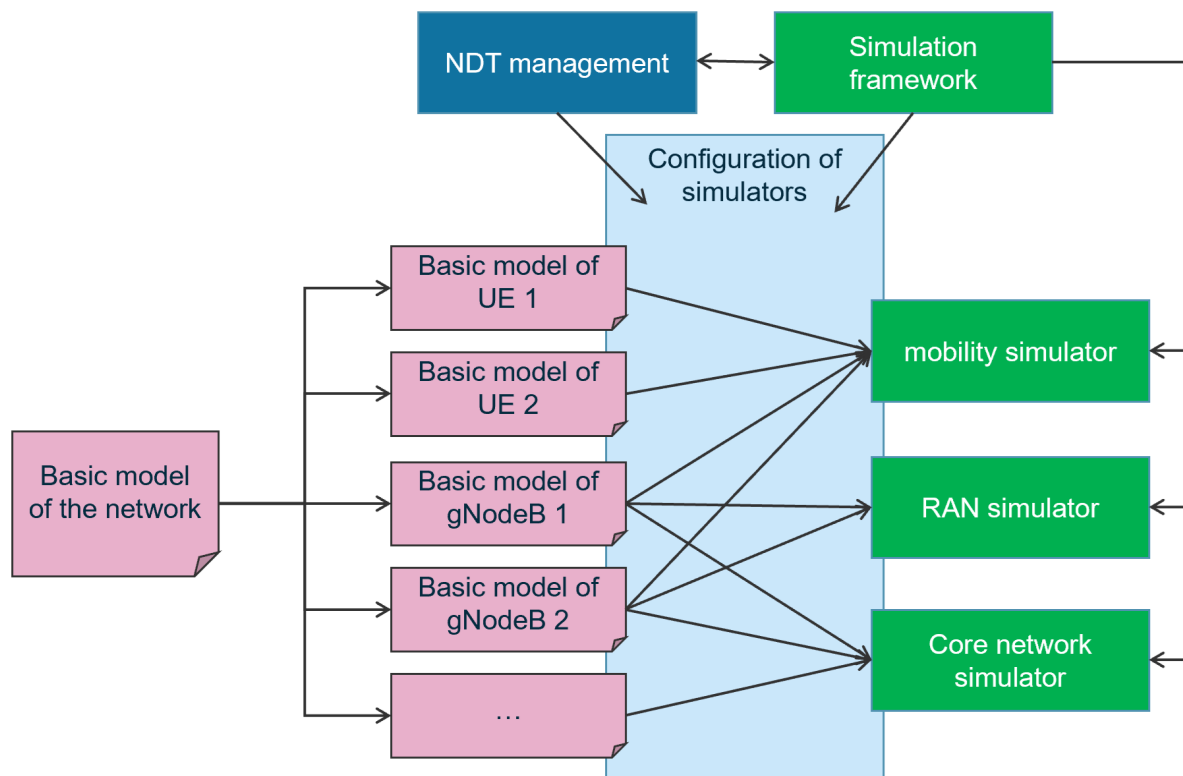 NDT management
Simulation
framework
Configuration of
simulators
Basic model of
UE 1
mobility simulator
Basic model of
UE 2
Basic model
of the network
Basic model of
gNodeB 1
RAN simulator
Basic model of
gNodeB 2
Core network
simulator
...